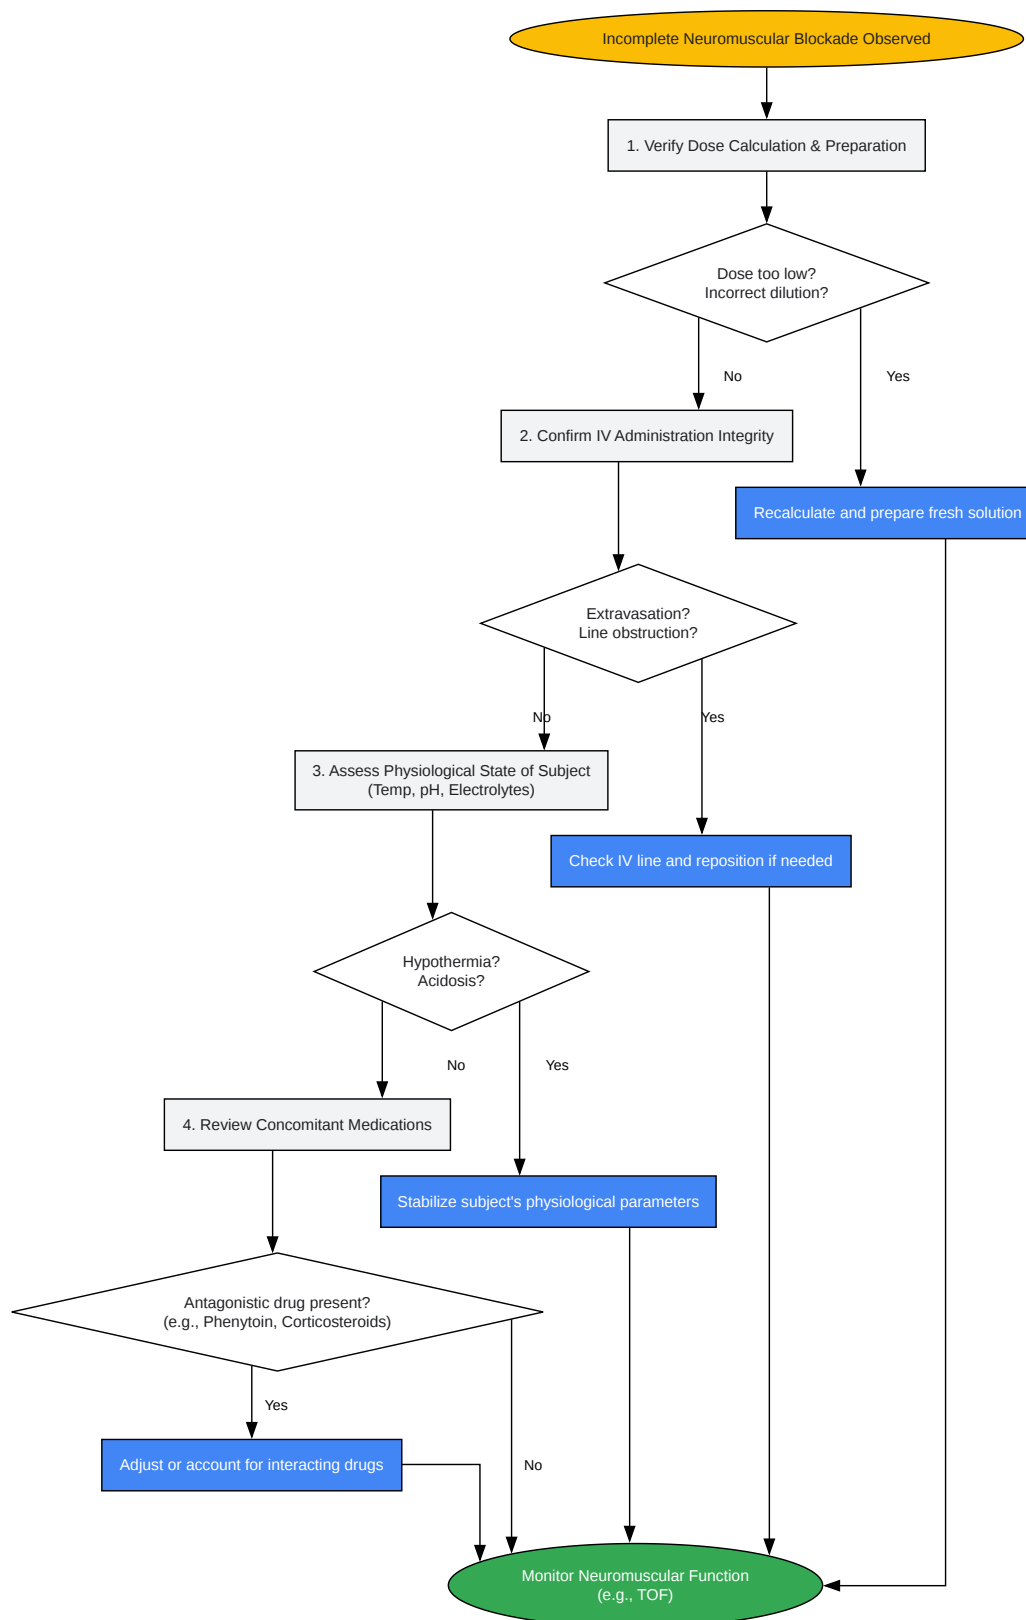 Incomplete Neuromuscular Blockade Observed
1. Verify Dose Calculation & Preparation
Dose too low?
Incorrect dilution?
No
Yes
2. Confirm IV Administration Integrity
Recalculate and prepare fresh solution
Extravasation?
Line obstruction?
No
Yes
3. Assess Physiological State of Subject
(Temp, pH, Electrolytes)
Check IV line and reposition if needed
Hypothermia?
Acidosis?
No
Yes
4. Review Concomitant Medications
Stabilize subject's physiological parameters
Antagonistic drug present?
(e.g., Phenytoin, Corticosteroids)
Yes
Adjust or account for interacting drugs
No
Monitor Neuromuscular Function
(e.g., TOF)